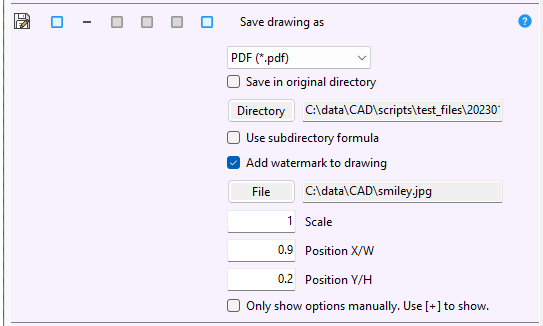 Save drawing as
?
PDF (*.pdf)
Save in original directory
Directory C:\data\CAD\scripts\test_files\20230
Use subdirectory formula
Add watermark to drawing
File C:\data\CAD\smiley.jpg
1 Scale
0.9 Position X/W
0.2 Position Y/H
Only show options manually. Use [+] to show.